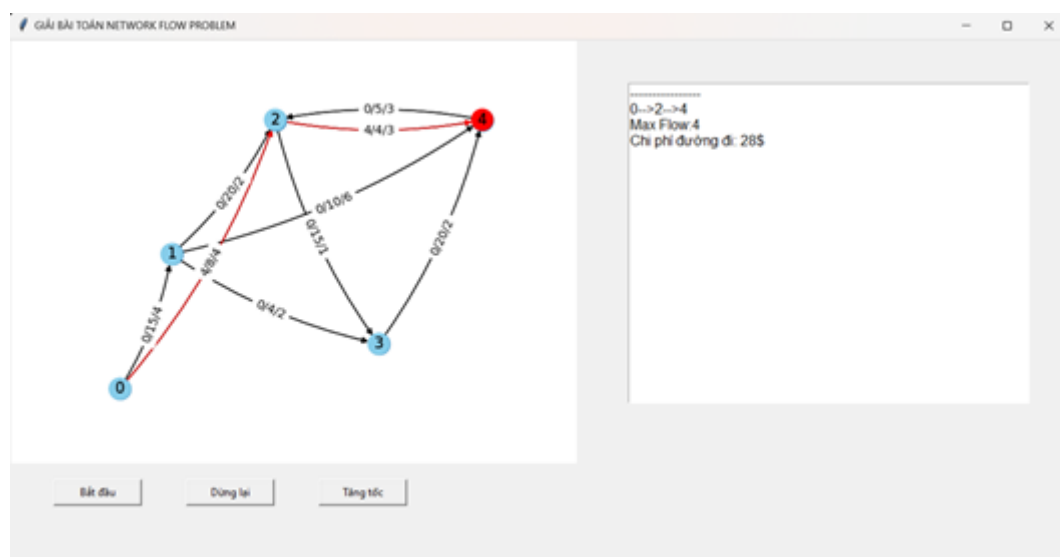 GIẢI BÀI TOÁN NETWORK FLOW PROBLEM
0/5/3
2
4
4/4/3
0/20/2
0/10/6
0/15/1
0/20/2
1
4/8/4
0/4/2
0/15/4
3
0
-----------------
0-->2-->4
Max Flow:4
Chi phí đường đi: 28$
Bắt đầu
Dừng lại
Tăng tốc